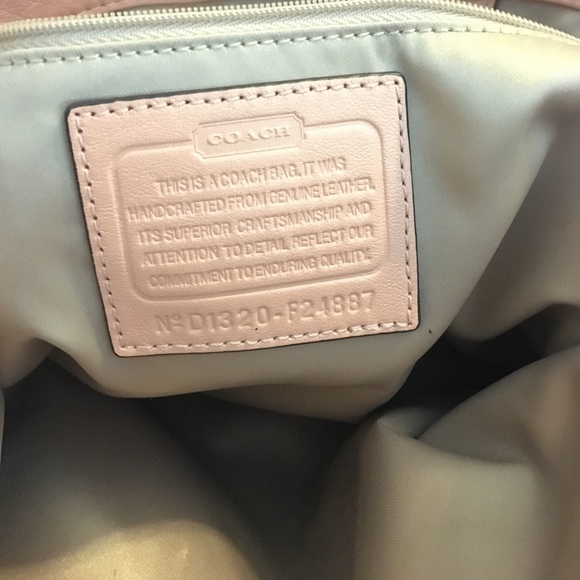 COACH
THIS IS A COACH BAG. IT WAS
HANDCRAFTED FROM GENUINE LEATHER.
ITS SUPERIOR CRAFTSMANSHIP AND
ATTENTION TO DETAIL REFLECT OUR
COMMITMENT TO ENDURING QUALITY.
Nº D1320-F24887